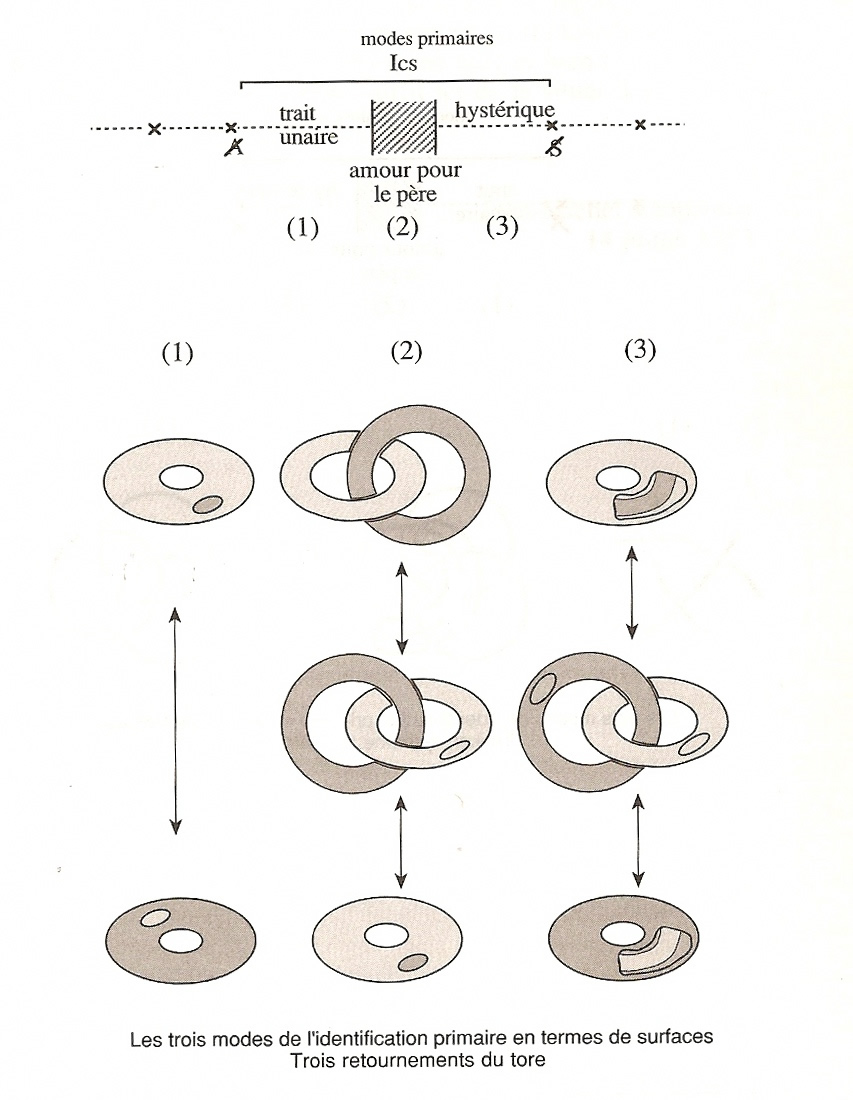 modes primaires
Ics
trait
unaire
hystérique
A
S
amour pour
le père
(1) (2) (3)
(1) (2) (3)
Les trois modes de l'identification primaire en termes de surfaces
Trois retournements du tore